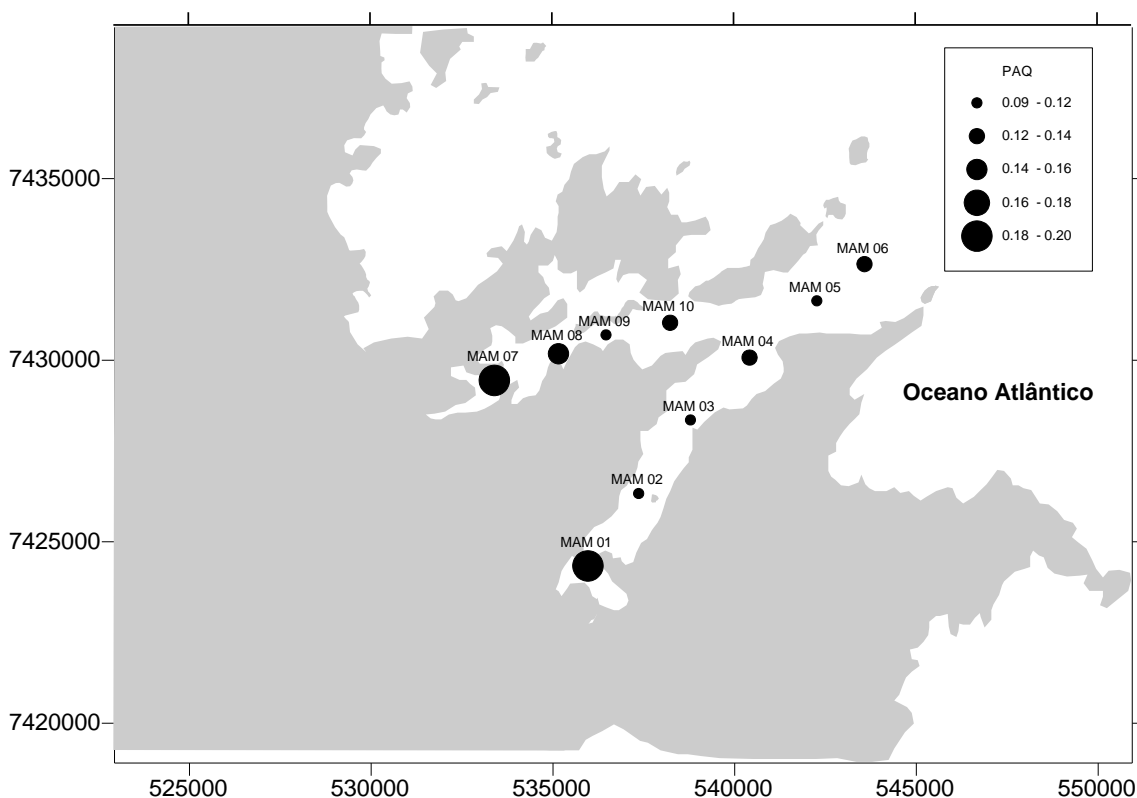 PAQ
0.09 - 0.12
0.12 - 0.14
0.14 - 0.16
0.16 - 0.18
0.18 - 0.20
7435000
7430000
7425000
7420000
MAM 06
MAM 05
MAM 10
MAM 09
MAM 08
MAM 04
MAM 07
Oceano Atlântico
MAM 03
MAM 02
MAM 01
525000
530000
535000
540000
545000
550000